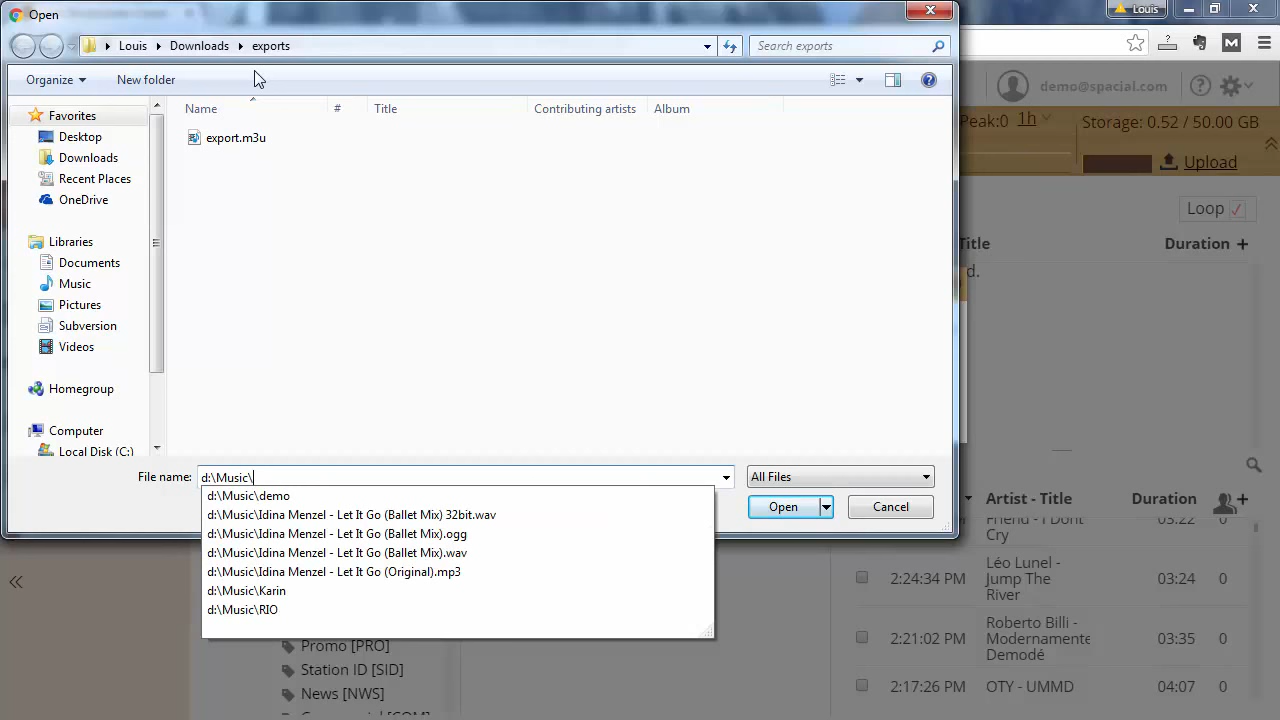 Open
Louis
Louis Downloads exports
Search exports
Organize New folder
demo@spacial.com
Name # Title Contributing artists Album
export.m3u
Favorites
Desktop
Downloads
Recent Places
OneDrive
Libraries
Documents
Music
Pictures
Subversion
Videos
Homegroup
Computer
Local Disk (C:)
File name: d:\Music\
All Files
Open
Cancel
d:\Music\demo
d:\Music\Idina Menzel - Let It Go (Ballet Mix) 32bit.wav
d:\Music\Idina Menzel - Let It Go (Ballet Mix).ogg
d:\Music\Idina Menzel - Let It Go (Ballet Mix).wav
d:\Music\Idina Menzel - Let It Go (Original).mp3
d:\Music\Karin
d:\Music\RIO
Promo [PRO]
Station ID [SID]
News [NWS]
Peak:0 1h
Storage: 0.52 / 50.00 GB
Upload
Loop
Title Duration +
d.
Artist - Title Duration +
Friend - I Dont
Cry
2:24:34 PM
Léo Lunel -
Jump The
River
03:24 0
2:21:02 PM
Roberto Billi -
Modernamente
Demodé
03:35 0
2:17:26 PM OTY - UMMD 04:07 0